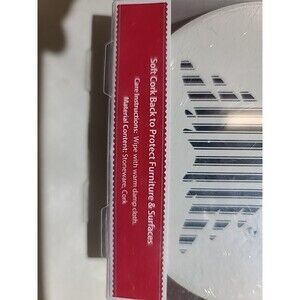 Soft Cork Back to Protect Furniture & Surfaces
Care Instructions: Wipe with warm damp cloth.
Material Content: Stoneware, Cork